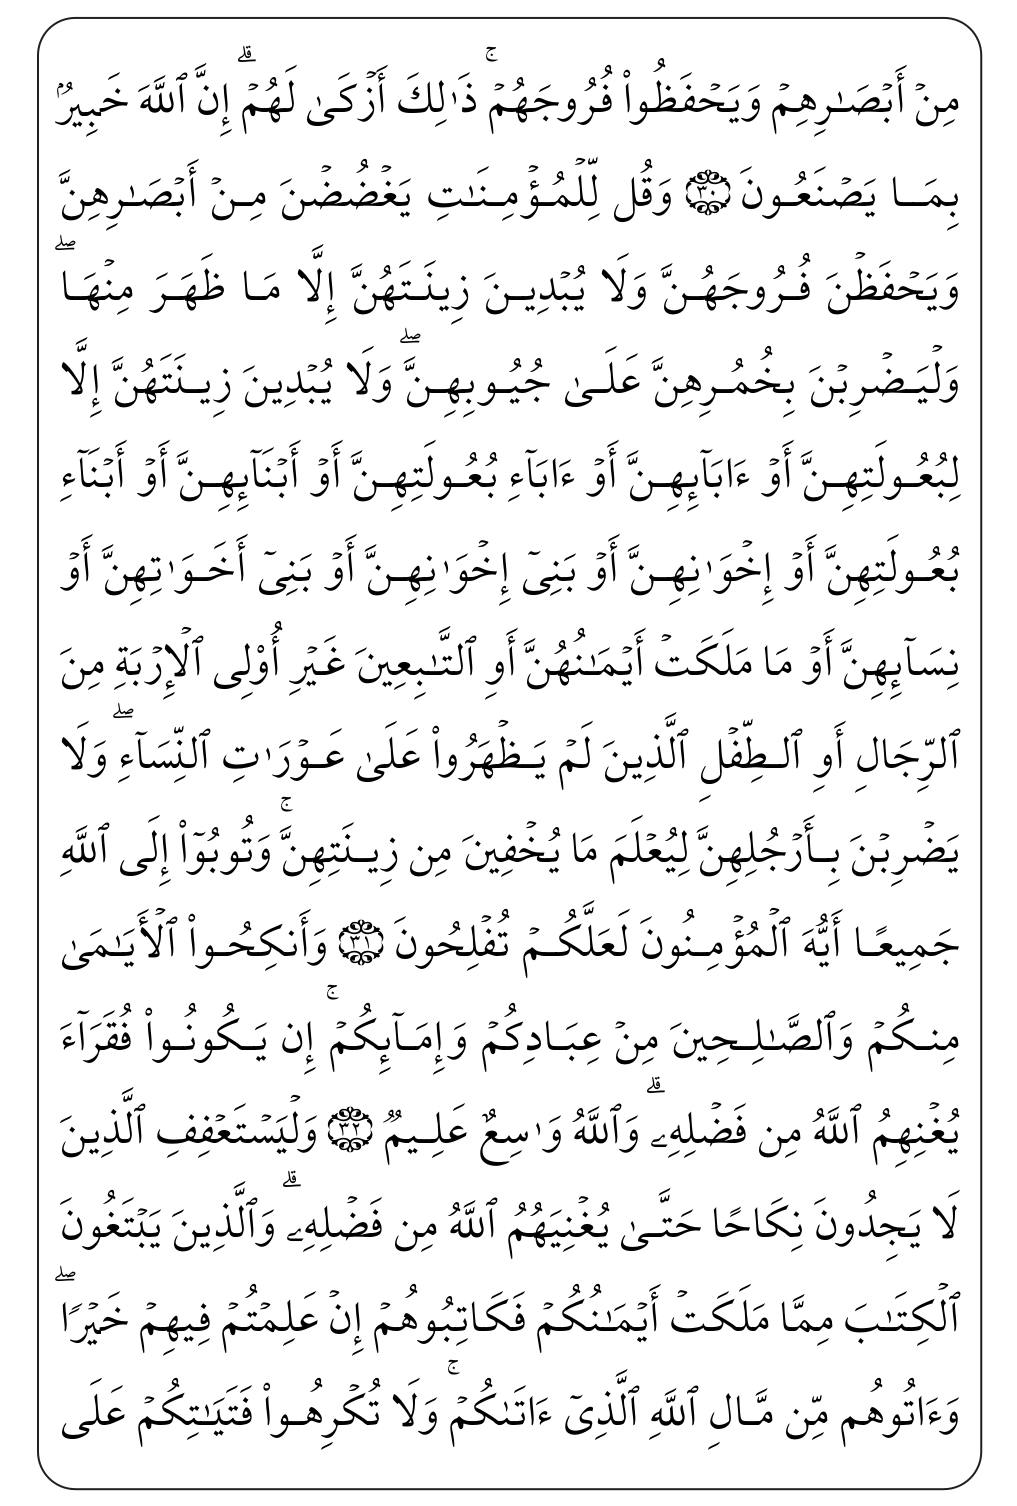 مِنۡ أَبۡصَٰرِهِمۡ وَيَحۡفَظُواْ فُرُوجَهُمۡۚ ذَٰلِكَ أَزۡكَىٰ لَهُمۡۗ إِنَّ ٱللَّهَ خَبِيرُۢ
بِمَا يَصۡنَعُونَ ٣٠ وَقُل لِّلۡمُؤۡمِنَٰتِ يَغۡضُضۡنَ مِنۡ أَبۡصَٰرِهِنَّ
وَيَحۡفَظۡنَ فُرُوجَهُنَّ وَلَا يُبۡدِينَ زِينَتَهُنَّ إِلَّا مَا ظَهَرَ مِنۡهَاۖ
وَلۡيَضۡرِبۡنَ بِخُمُرِهِنَّ عَلَىٰ جُيُوبِهِنَّۖ وَلَا يُبۡدِينَ زِينَتَهُنَّ إِلَّا
لِبُعُولَتِهِنَّ أَوۡ ءَابَآئِهِنَّ أَوۡ ءَابَآءِ بُعُولَتِهِنَّ أَوۡ أَبۡنَآئِهِنَّ أَوۡ أَبۡنَآءِ
بُعُولَتِهِنَّ أَوۡ إِخۡوَٰنِهِنَّ أَوۡ بَنِيٓ إِخۡوَٰنِهِنَّ أَوۡ بَنِيٓ أَخَوَٰتِهِنَّ أَوۡ
نِسَآئِهِنَّ أَوۡ مَا مَلَكَتۡ أَيۡمَٰنُهُنَّ أَوِ ٱلتَّٰبِعِينَ غَيۡرِ أُوْلِي ٱلۡإِرۡبَةِ مِنَ
ٱلرِّجَالِ أَوِ ٱلطِّفۡلِ ٱلَّذِينَ لَمۡ يَظۡهَرُواْ عَلَىٰ عَوۡرَٰتِ ٱلنِّسَآءِۖ وَلَا
يَضۡرِبۡنَ بِأَرۡجُلِهِنَّ لِيُعۡلَمَ مَا يُخۡفِينَ مِن زِينَتِهِنَّۚ وَتُوبُوٓاْ إِلَى ٱللَّهِ
جَمِيعًا أَيُّهَ ٱلۡمُؤۡمِنُونَ لَعَلَّكُمۡ تُفۡلِحُونَ ٣١ وَأَنكِحُواْ ٱلۡأَيَٰمَىٰ
مِنكُمۡ وَٱلصَّٰلِحِينَ مِنۡ عِبَادِكُمۡ وَإِمَآئِكُمۡۚ إِن يَكُونُواْ فُقَرَآءَ
يُغۡنِهِمُ ٱللَّهُ مِن فَضۡلِهِۦۗ وَٱللَّهُ وَٰسِعٌ عَلِيمٞ ٣٢ وَلۡيَسۡتَعۡفِفِ ٱلَّذِينَ
لَا يَجِدُونَ نِكَاحًا حَتَّىٰ يُغۡنِيَهُمُ ٱللَّهُ مِن فَضۡلِهِۦۗ وَٱلَّذِينَ يَبۡتَغُونَ
ٱلۡكِتَٰبَ مِمَّا مَلَكَتۡ أَيۡمَٰنُكُمۡ فَكَاتِبُوهُمۡ إِنۡ عَلِمۡتُمۡ فِيهِمۡ خَيۡرٗاۖ
وَءَاتُوهُم مِّن مَّالِ ٱللَّهِ ٱلَّذِيٓ ءَاتَىٰكُمۡۚ وَلَا تُكۡرِهُواْ فَتَيَٰتِكُمۡ عَلَى